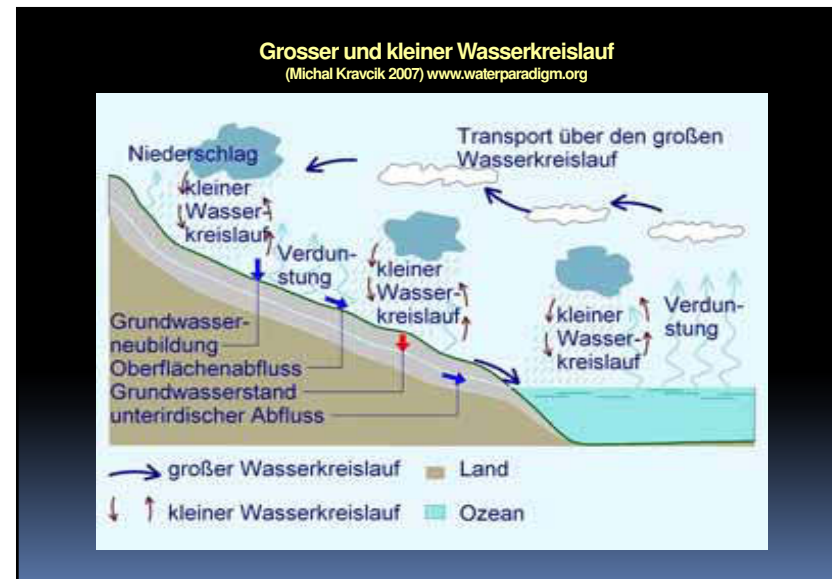 Grosser und kleiner Wasserkreislauf
(Michal Kravcik 2007) www.waterparadigm.org
Transport über den großen
Wasserkreislauf
Niederschlag
kleiner
Wasser-
kreislauf
Verdun-
stung
kleiner
Wasser-
kreislauf
kleiner
Wasser-
kreislauf
Verdun-
stung
Grundwasser-
neubildung
Oberflächenabfluss
Grundwasserstand
unterirdischer Abfluss
großer Wasserkreislauf
Land
kleiner Wasserkreislauf
Ozean